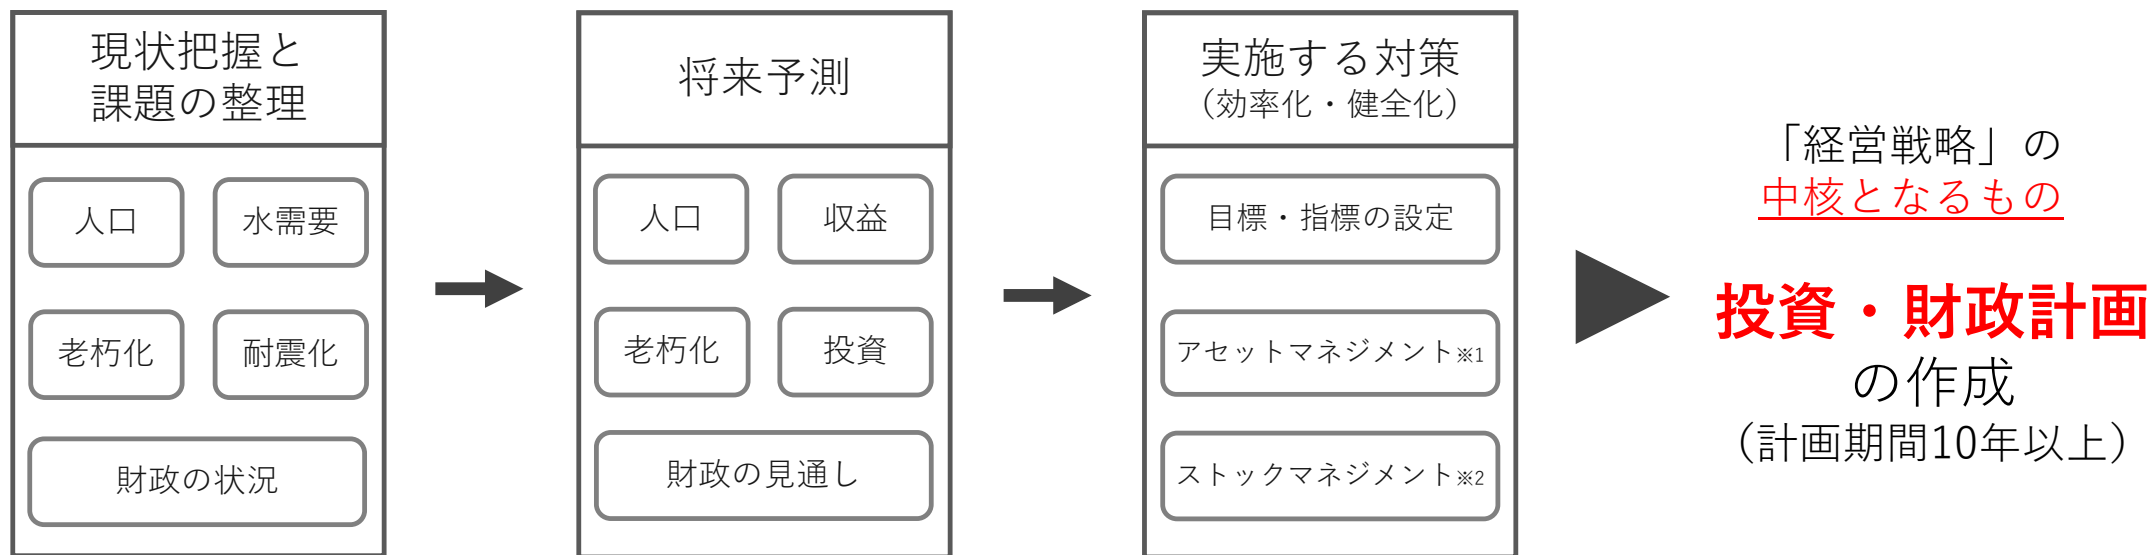 現状把握と
課題の整理
人口
水需要
老朽化
耐震化
財政の状況
将来予測
人口
収益
老朽化
投資
財政の見通し
実施する対策
（効率化・健全化）
目標・指標の設定
アセットマネジメント※1
ストックマネジメント※2
「経営戦略」の
中核となるもの
投資・財政計画
の作成
（計画期間10年以上）